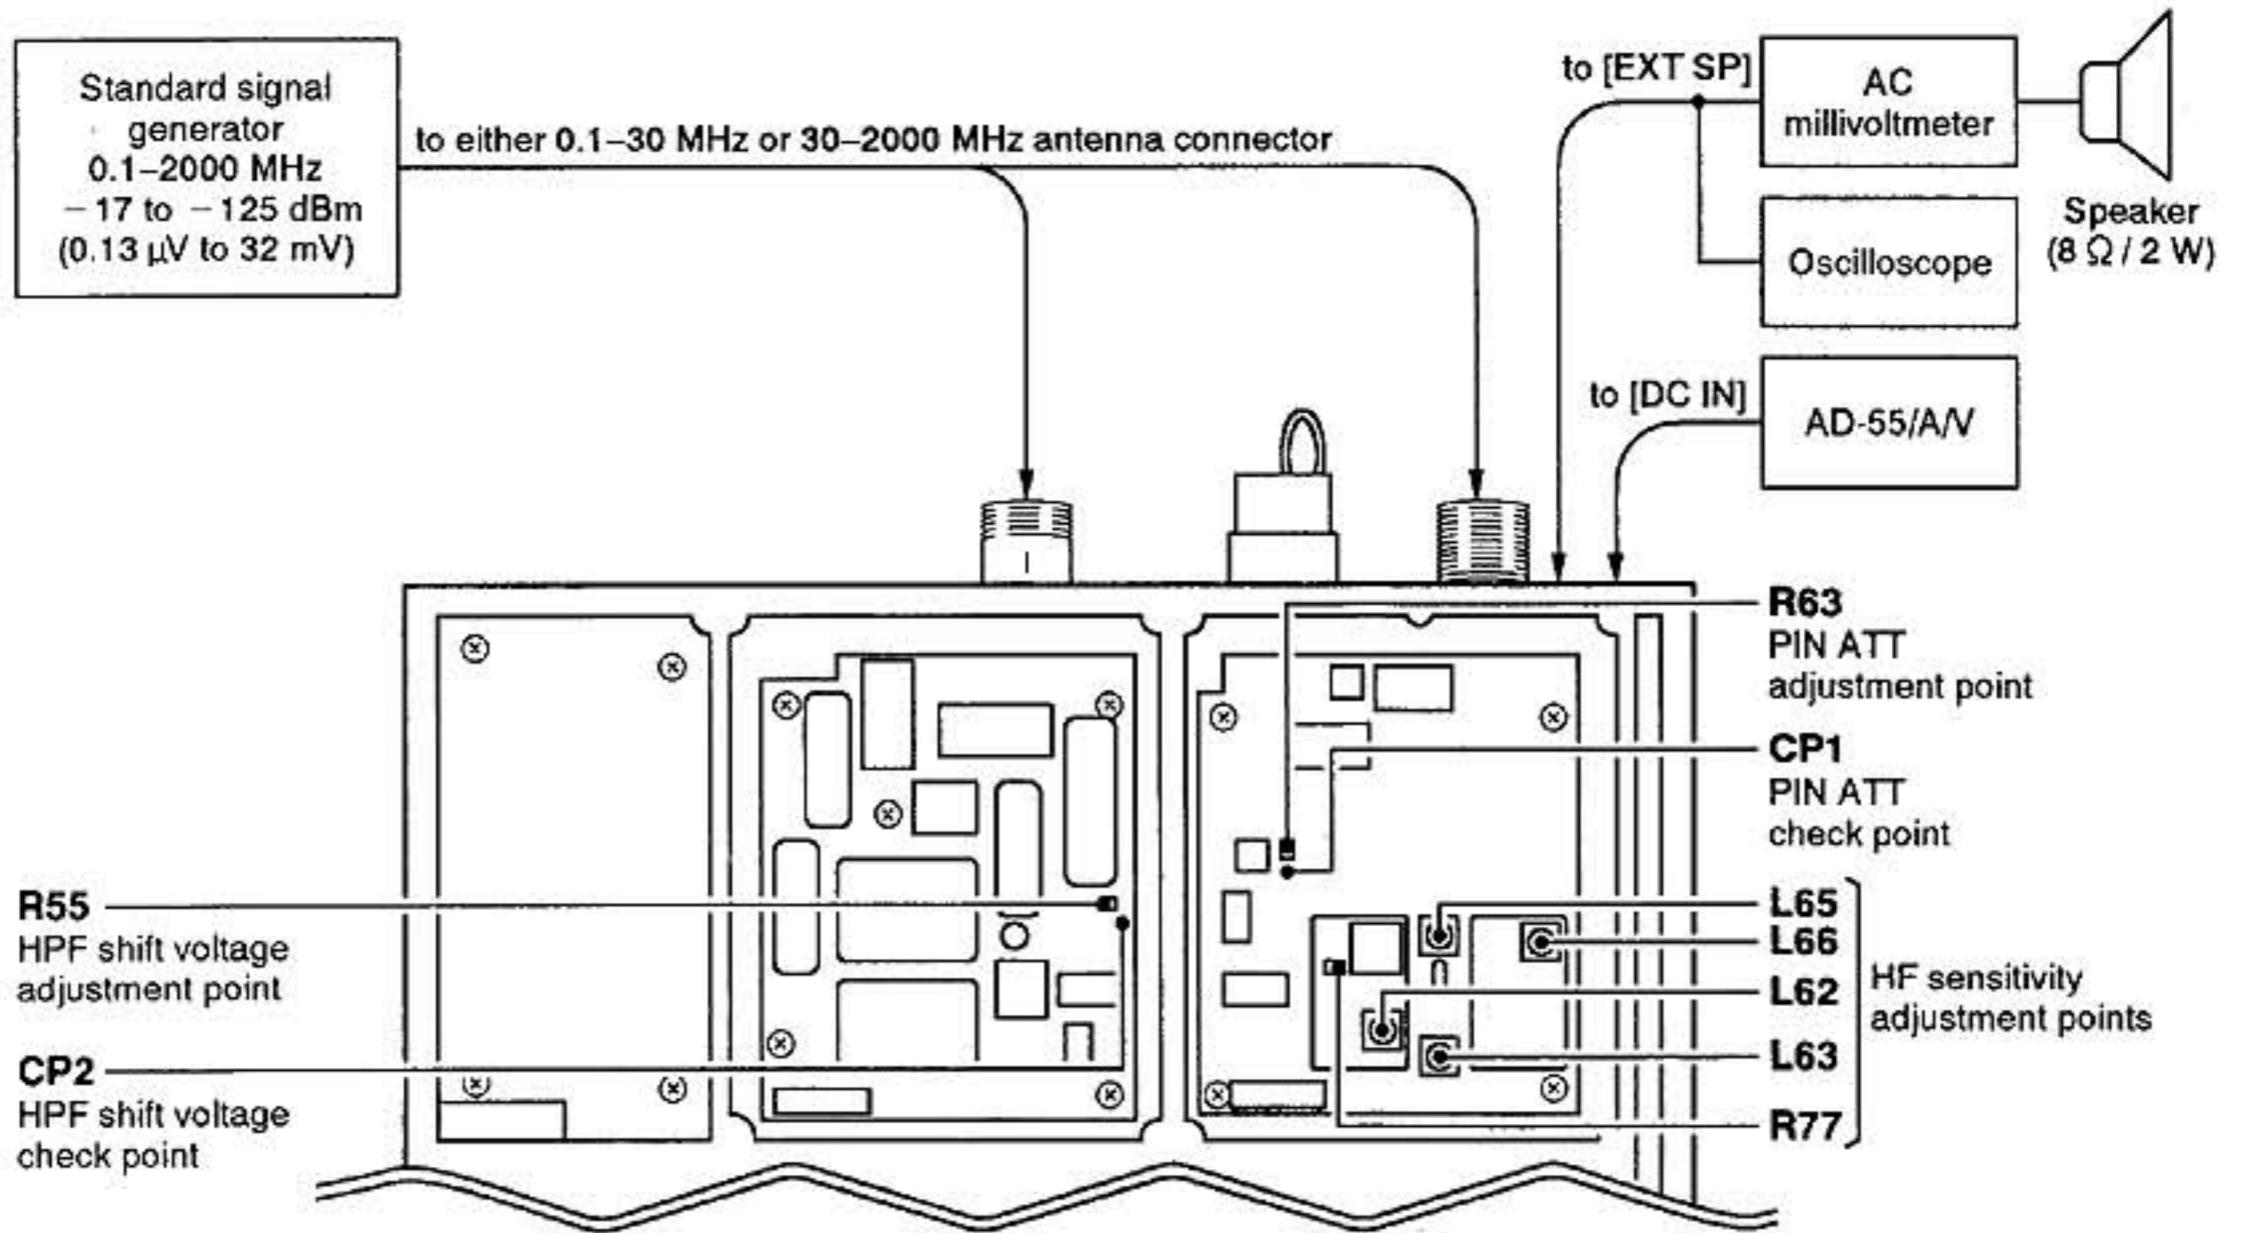 Standard signal
generator
0.1–2000 MHz
– 17 to – 125 dBm
(0.13 µV to 32 mV)
to either 0.1–30 MHz or 30–2000 MHz antenna connector
to [EXT SP]
AC
millivoltmeter
Speaker
(8 Ω / 2 W)
Oscilloscope
to [DC IN]
AD-55/A/V
R63
PIN ATT
adjustment point
CP1
PIN ATT
check point
R55
HPF shift voltage
adjustment point
CP2
HPF shift voltage
check point
L65
L66
L62
L63
R77
HF sensitivity
adjustment points